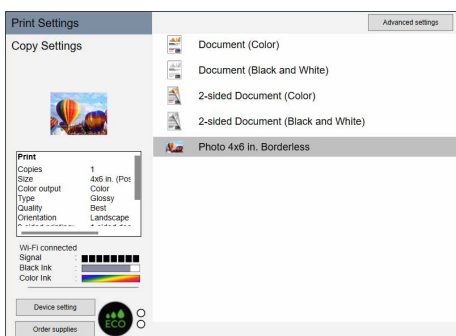 Print Settings
Advanced settings
Copy Settings
Document (Color)
Document (Black and White)
2-sided Document (Color)
2-sided Document (Black and White)
Photo 4x6 in. Borderless
Print
Copies 1
Size 4x6 in. (Pos
Color output Color
Type Glossy
Quality Best
Orientation Landscape
Wi-Fi connected
Signal :
Black Ink :
Color Ink :
Device setting
Order supplies
ECO